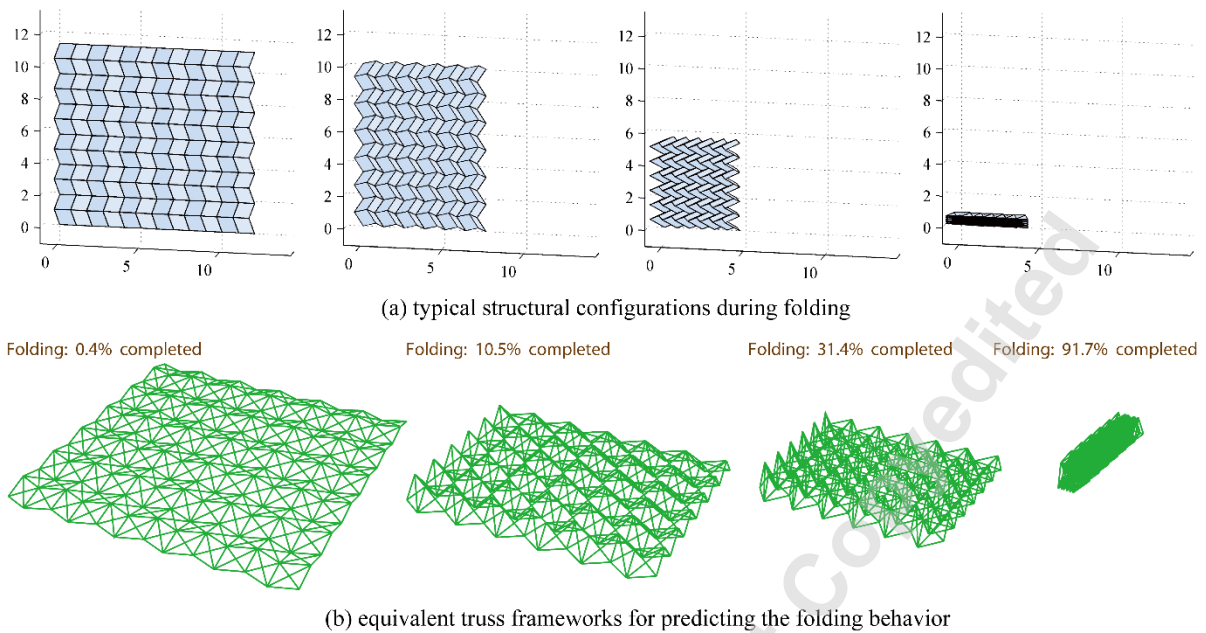 12
10
8
6
4
2
0
0 5 10
12
10
8
6
4
2
0
0 5 10
12
10
8
6
4
2
0
0 5 10
12
10
8
6
4
2
0
0 5 10
(a) typical structural configurations during folding
Folding: 0.4% completed
Folding: 10.5% completed
Folding: 31.4% completed
Folding: 91.7% completed
(b) equivalent truss frameworks for predicting the folding behavior
Copyedited